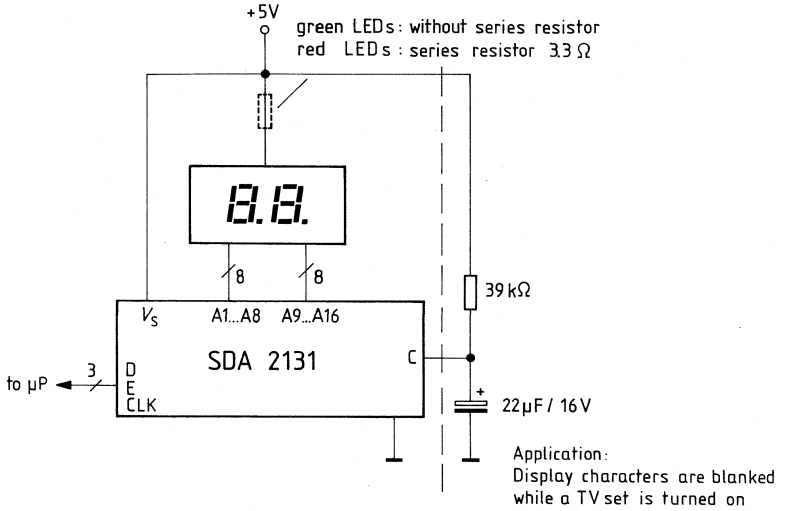 +5V
green LEDs: without series resistor
red LEDs: series resistor 3.3 Ω
8.8.
8
8
39 kΩ
VS
A1...A8
A9...A16
SDA 2131
C
3
to µP
D
E
CLK
+
22µF/ 16V
Application:
Display characters are blanked
while a TV set is turned on